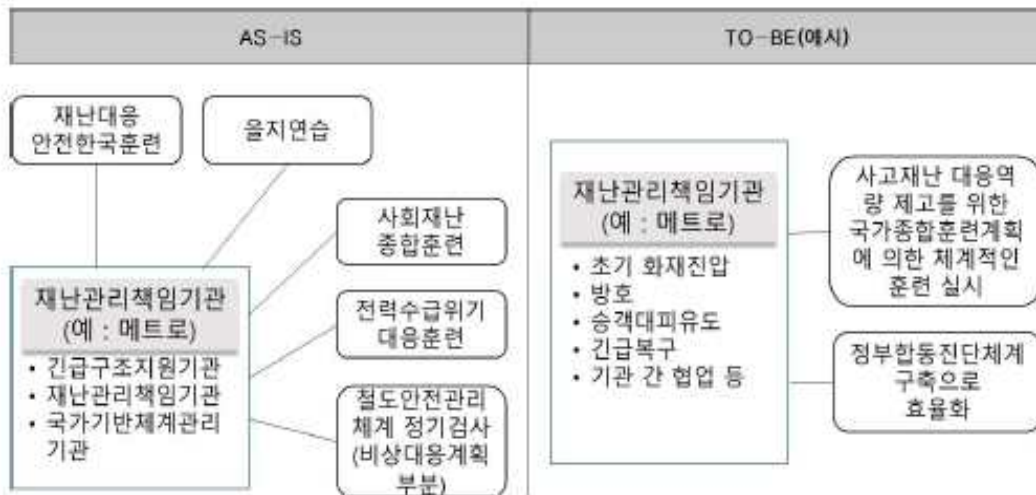 AS-IS
TO-BE(예시)
재난대응
안전한국훈련
을지연습
사회재난
종합훈련
재난관리책임기관
(예 : 메트로)
• 긴급구조지원기관
• 재난관리책임기관
• 국가기반체계관리
기관
전력수급위기
대응훈련
철도안전관리
체계 정기검사
(비상대응계획
부분)
재난관리책임기관
(예 : 메트로)
• 초기 화재진압
• 방호
• 승객대피유도
• 긴급복구
• 기관 간 협업 등
사고재난 대응역
량 제고를 위한
국가종합훈련계획
에 의한 체계적인
훈련 실시
정부합동진단체계
구축으로
효율화